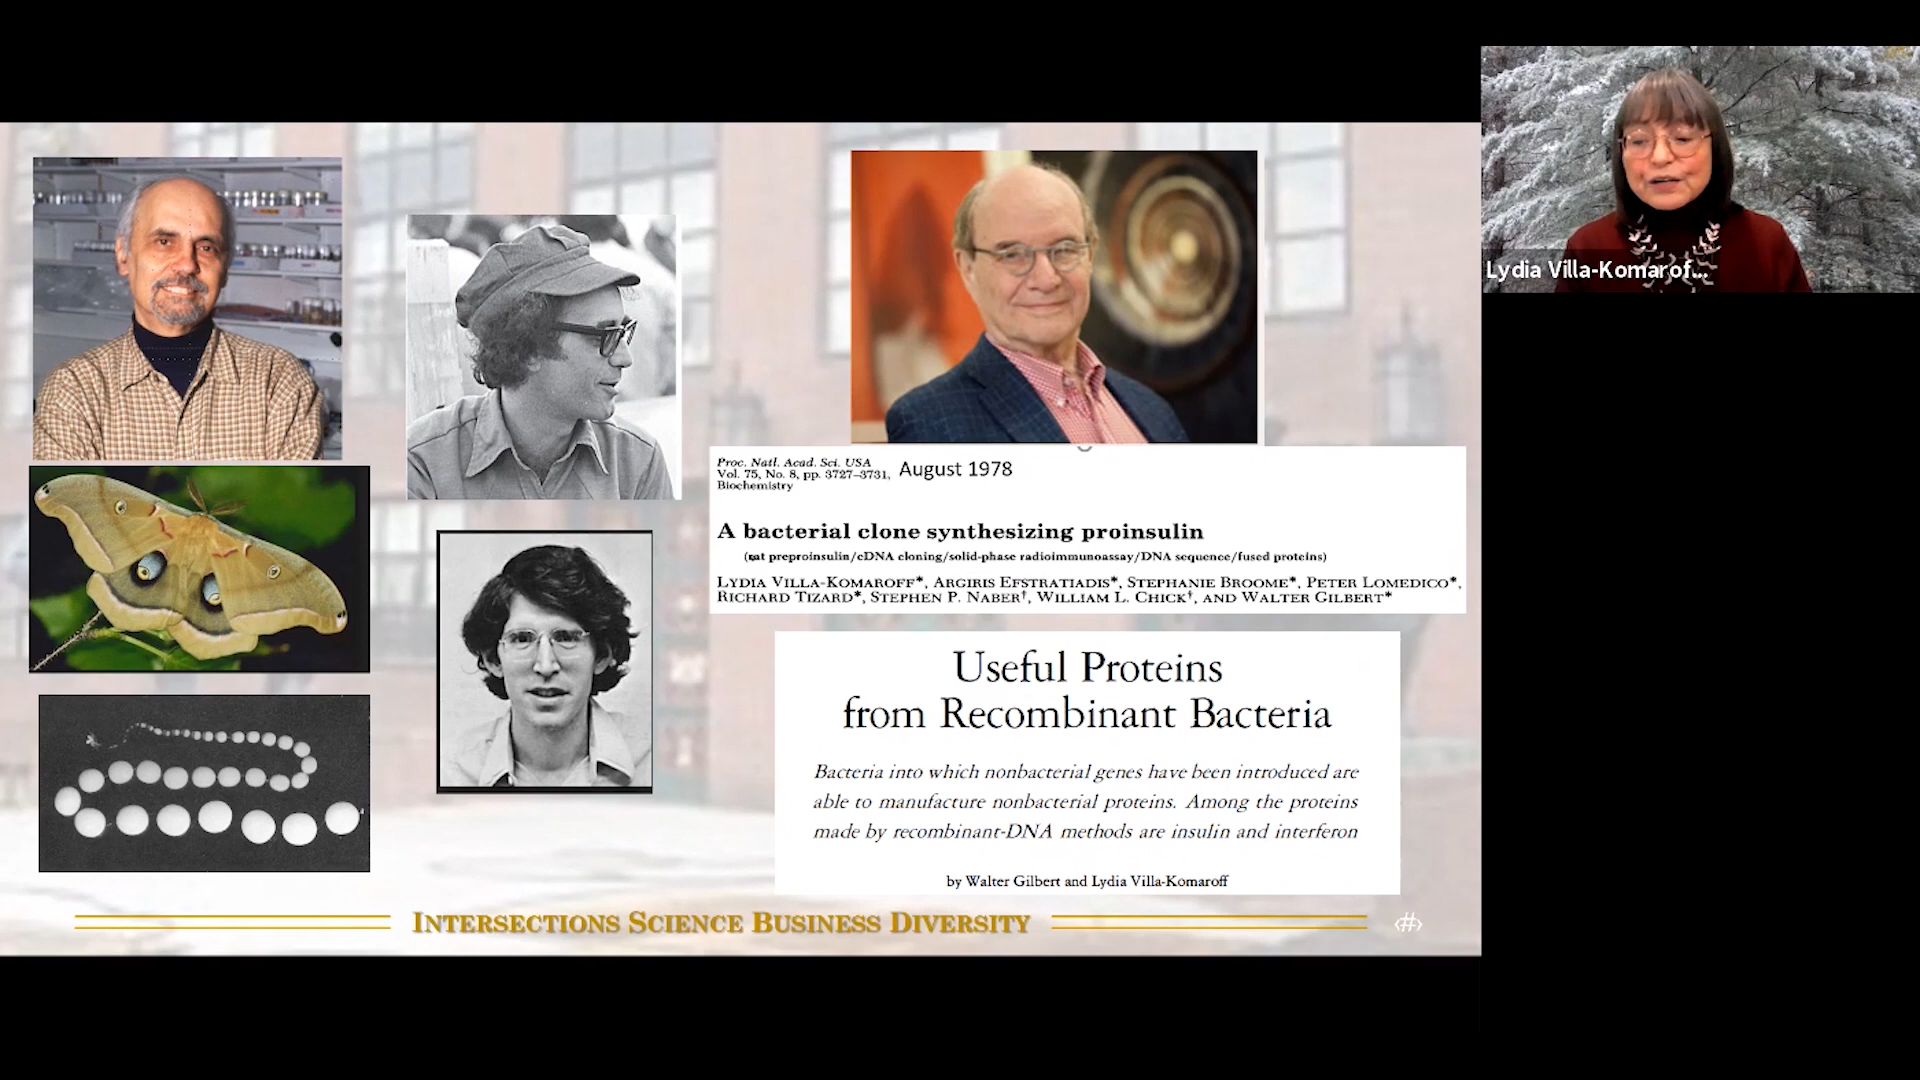 Lydia Villa-Komarof...
Proc. Natl. Acad. Sci. USA
Vol. 75, No. 8, pp. 3727–3731, August 1978
Biochemistry
A bacterial clone synthesizing proinsulin
(rat preproinsulin/cDNA cloning/solid-phase radioimmunoassay/DNA sequence/fused proteins)
LYDIA VILLA-KOMAROFF*, ARGIRIS EFSTRATIADIS*, STEPHANIE BROOME*, PETER LOMEDICO*,
RICHARD TIZARD*, STEPHEN P. NABER†, WILLIAM L. CHICK†, AND WALTER GILBERT*
Useful Proteins
from Recombinant Bacteria
Bacteria into which nonbacterial genes have been introduced are
able to manufacture nonbacterial proteins. Among the proteins
made by recombinant-DNA methods are insulin and interferon
by Walter Gilbert and Lydia Villa-Komaroff
INTERSECTIONS SCIENCE BUSINESS DIVERSITY
‹#›